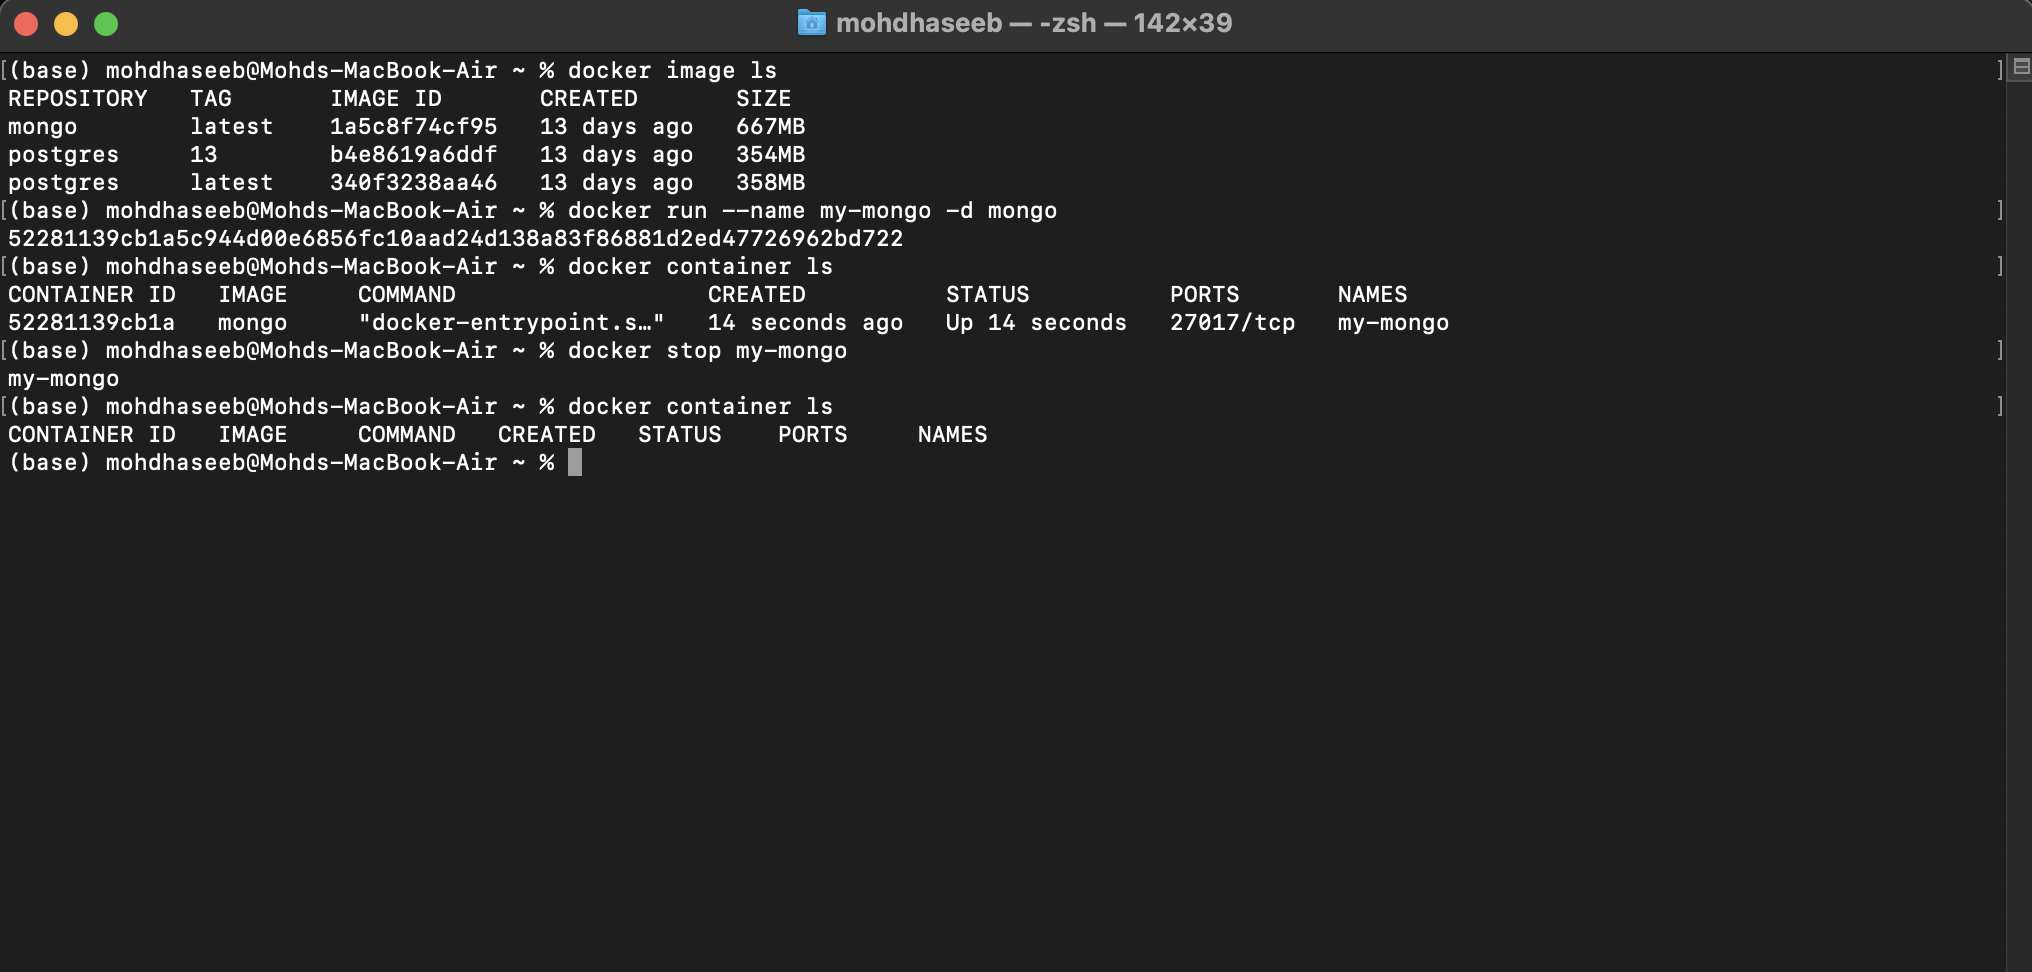 mohdhaseeb — -zsh — 142×39
(base) mohdhaseeb@Mohds-MacBook-Air ~ % docker image ls
REPOSITORY   TAG       IMAGE ID       CREATED       SIZE
mongo        latest    1a5c8f74cf95   13 days ago   667MB
postgres     13        b4e8619a6ddf   13 days ago   354MB
postgres     latest    340f3238aa46   13 days ago   358MB
(base) mohdhaseeb@Mohds-MacBook-Air ~ % docker run --name my-mongo -d mongo
52281139cb1a5c944d00e6856fc10aad24d138a83f86881d2ed47726962bd722
(base) mohdhaseeb@Mohds-MacBook-Air ~ % docker container ls
CONTAINER ID   IMAGE     COMMAND                  CREATED          STATUS          PORTS       NAMES
52281139cb1a   mongo     "docker-entrypoint.s…"   14 seconds ago   Up 14 seconds   27017/tcp   my-mongo
(base) mohdhaseeb@Mohds-MacBook-Air ~ % docker stop my-mongo
my-mongo
(base) mohdhaseeb@Mohds-MacBook-Air ~ % docker container ls
CONTAINER ID   IMAGE     COMMAND   CREATED   STATUS    PORTS     NAMES
(base) mohdhaseeb@Mohds-MacBook-Air ~ %